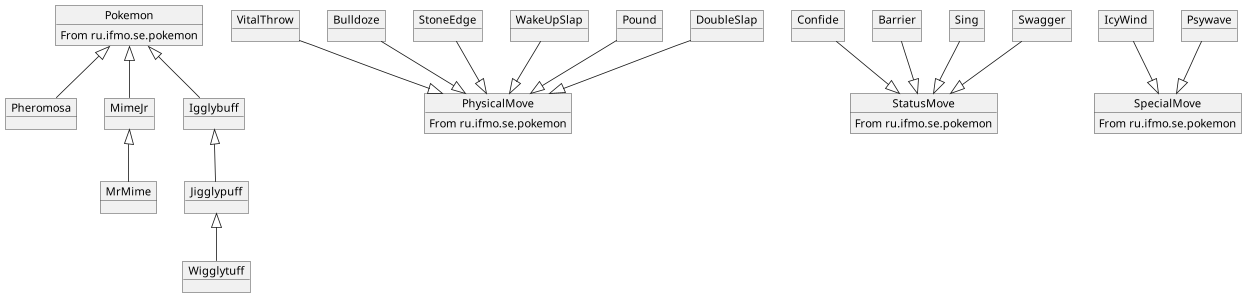 Pokemon
From ru.ifmo.se.pokemon
VitalThrow
Bulldoze
StoneEdge
WakeUpSlap
Pound
DoubleSlap
Confide
Barrier
Sing
Swagger
IcyWind
Psywave
Pheromosa
MimeJr
Igglybuff
PhysicalMove
From ru.ifmo.se.pokemon
StatusMove
From ru.ifmo.se.pokemon
SpecialMove
From ru.ifmo.se.pokemon
MrMime
Jigglypuff
Wigglytuff